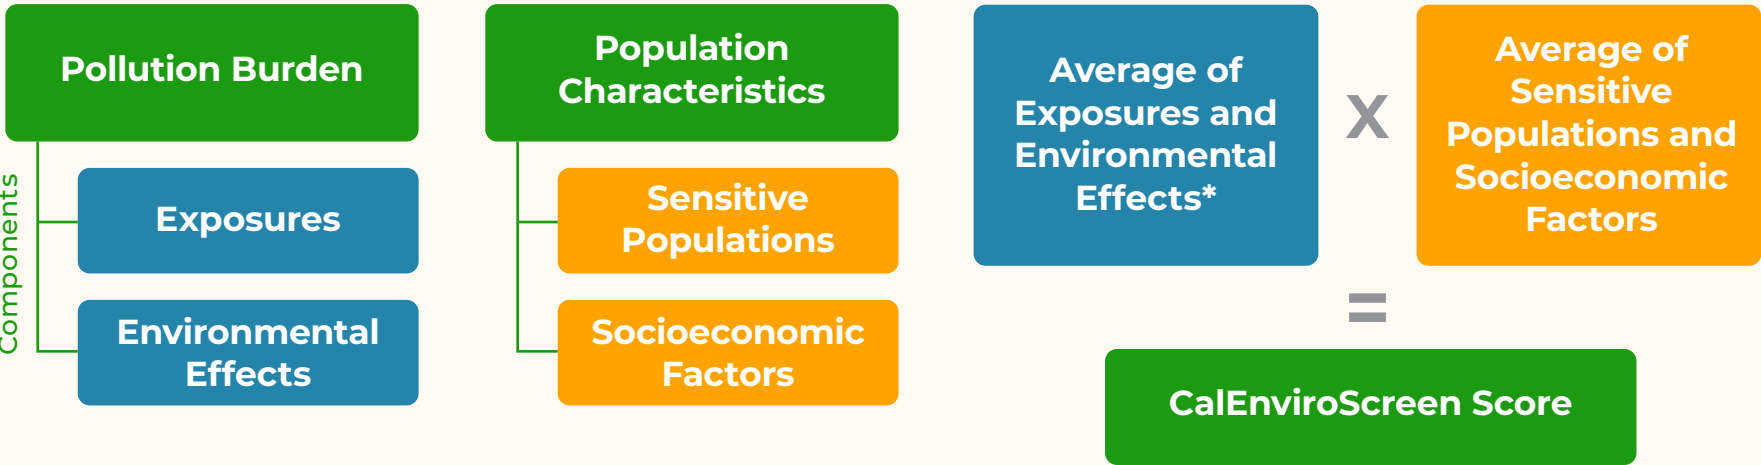 Pollution Burden
Components
Exposures
Environmental
Effects
Population
Characteristics
Sensitive
Populations
Socioeconomic
Factors
Average of
Exposures and
Environmental
Effects*
X
Average of
Sensitive
Populations and
Socioeconomic
Factors
=
CalEnviroScreen Score